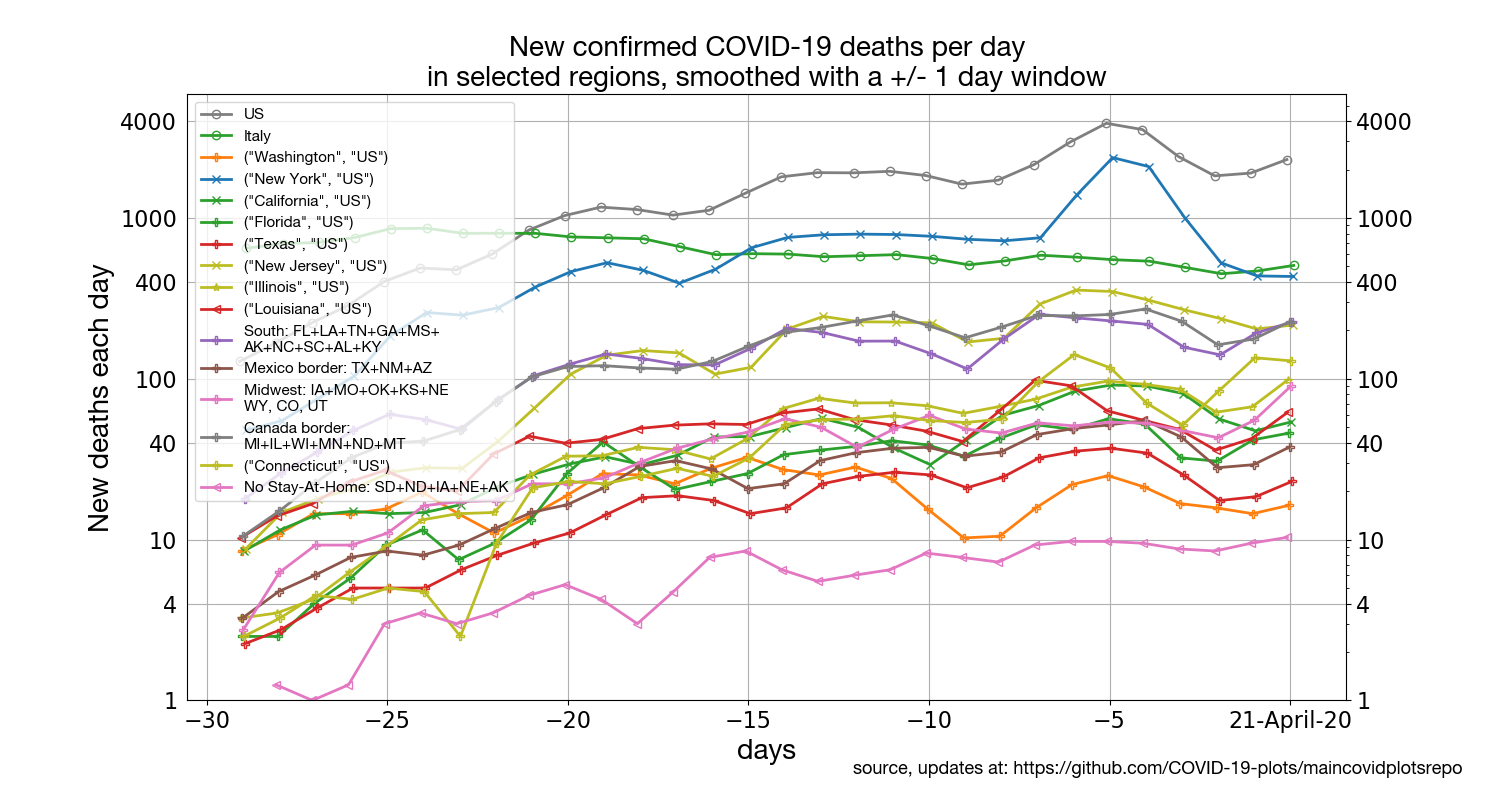 New confirmed COVID-19 deaths per day
in selected regions, smoothed with a +/- 1 day window
New deaths each day
4000
1000
400
100
40
10
4
1
US
Italy
("Washington", "US")
("New York", "US")
("California", "US")
("Florida", "US")
("Texas", "US")
("New Jersey", "US")
("Illinois", "US")
("Louisiana", "US")
South: FL+LA+TN+GA+MS+
AK+NC+SC+AL+KY
Mexico border: TX+NM+AZ
Midwest: IA+MO+OK+KS+NE
WY, CO, UT
Canada border:
MI+IL+WI+MN+ND+MT
("Connecticut", "US")
No Stay-At-Home: SD+ND+IA+NE+AK
4000
1000
400
100
40
10
4
1
−30
−25
−20
−15
−10
−5
21-April-20
days
source, updates at: https://github.com/COVID-19-plots/maincovidplotsrepo